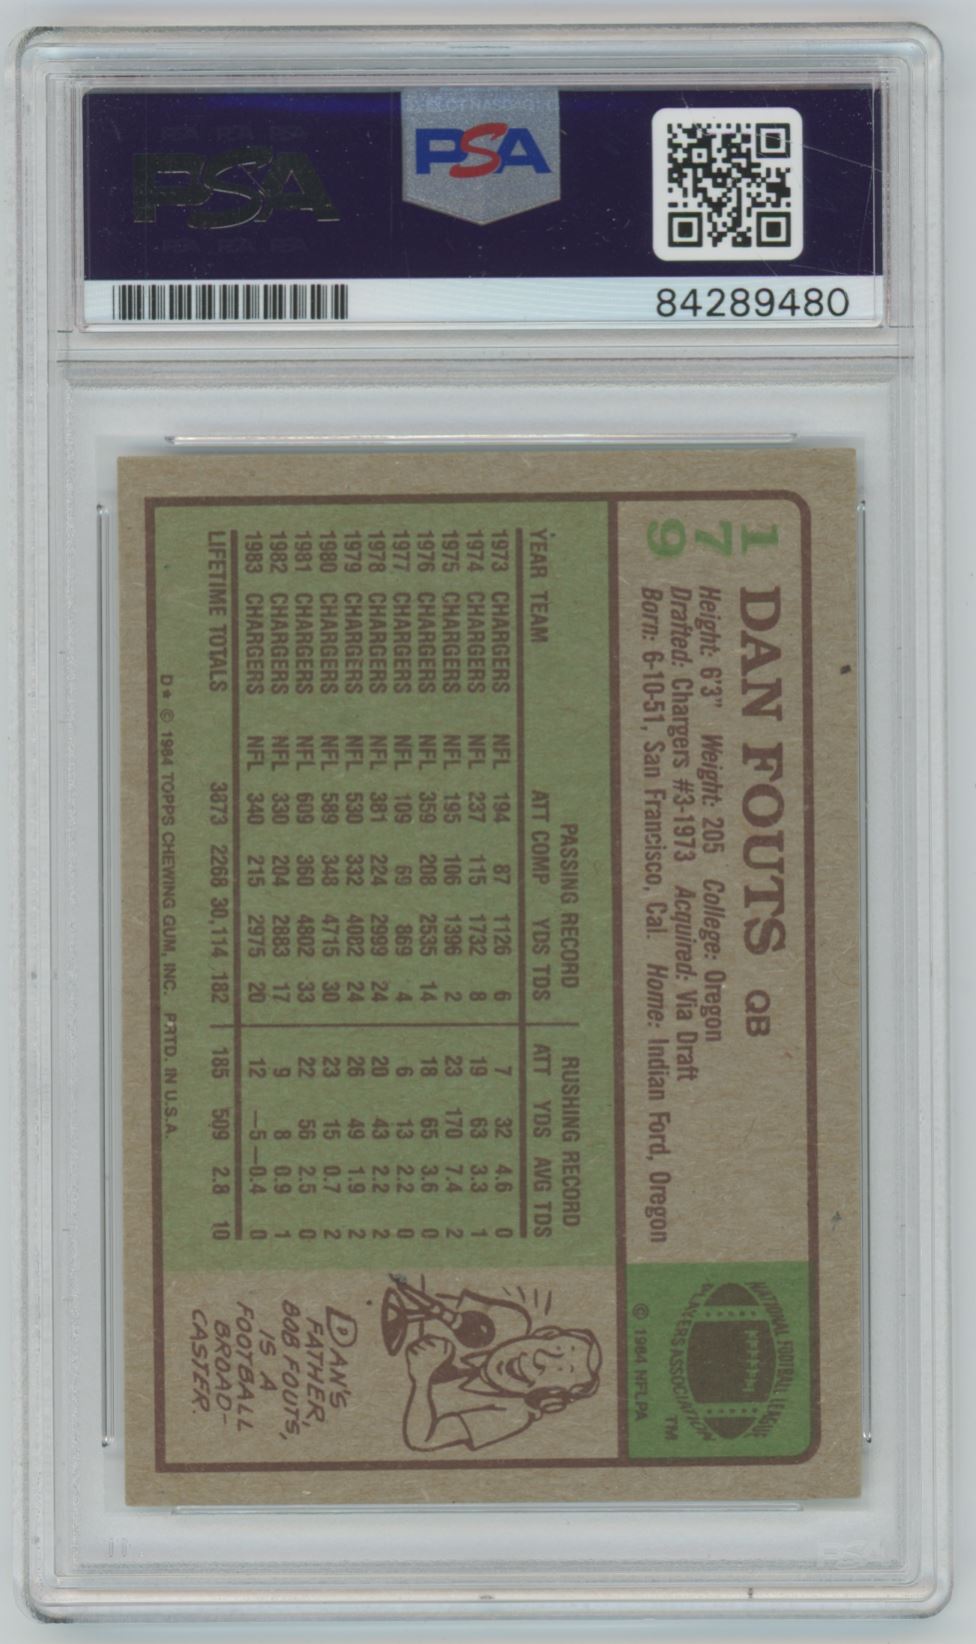 PSA
PSA
84289480
179
DAN FOUTS QB
Height: 6'3" Weight: 205 College: Oregon
Drafted: Chargers #3-1973 Acquired: Via Draft
Born: 6-10-51, San Francisco, Cal. Home: Indian Ford, Oregon
NATIONAL FOOTBALL LEAGUE
PLAYERS ASSOCIATION
TM
© 1984 NFLPA
PASSING RECORD RUSHING RECORD
YEAR TEAM ATT COMP YDS TDS ATT YDS AVG TDS
1973 CHARGERS NFL 194 87 1126 6 7 32 4.6 0
1974 CHARGERS NFL 237 115 1732 8 19 63 3.3 1
1975 CHARGERS NFL 195 106 1396 2 23 170 7.4 2
1976 CHARGERS NFL 359 208 2535 14 18 65 3.6 0
1977 CHARGERS NFL 109 69 869 4 6 13 2.2 0
1978 CHARGERS NFL 381 224 2999 24 20 43 2.2 2
1979 CHARGERS NFL 530 332 4082 24 26 49 1.9 2
1980 CHARGERS NFL 589 348 4715 30 23 15 0.7 2
1981 CHARGERS NFL 609 360 4802 33 22 56 2.5 0
1982 CHARGERS NFL 330 204 2883 17 9 8 0.9 1
1983 CHARGERS NFL 340 215 2975 20 12 –5 –0.4 0
LIFETIME TOTALS 3873 2268 30,114 182 185 509 2.8 10
D* © 1984 TOPPS CHEWING GUM, INC. PRTD. IN U.S.A.
DAN'S
FATHER,
BOB FOUTS,
IS A
FOOTBALL
BROAD-
CASTER.
PSA